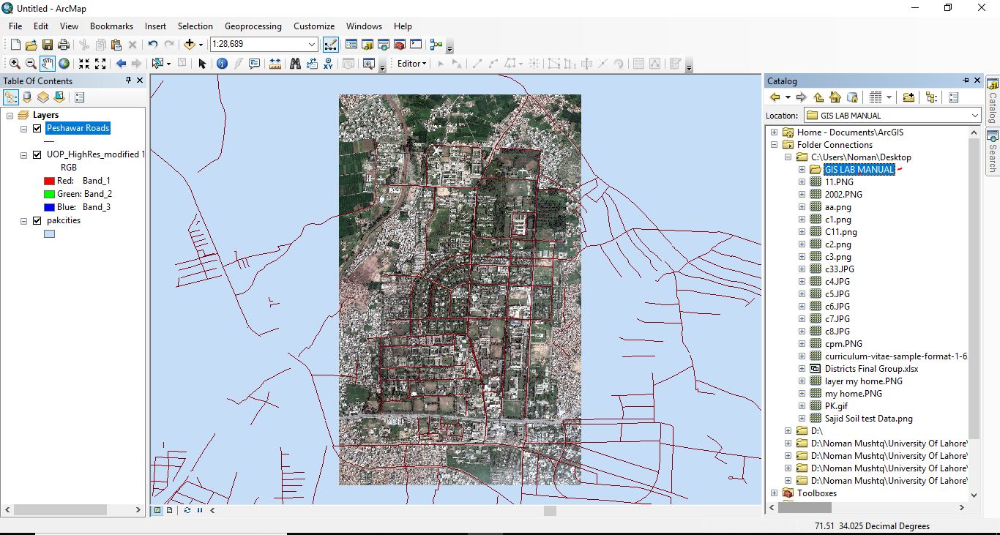 Untitled - ArcMap
File Edit View Bookmarks Insert Selection Geoprocessing Customize Windows Help
1:28,689
Editor
Table Of Contents
Layers
Peshawar Roads
UOP_HighRes_modified 1
RGB
Red: Band_1
Green: Band_2
Blue: Band_3
pakcities
Catalog
Location: GIS LAB MANUAL
Home - Documents\ArcGIS
Folder Connections
C:\Users\Noman\Desktop
GIS LAB MANUAL
11.PNG
2002.PNG
aa.png
c1.png
C11.png
c2.png
c3.png
c33.JPG
c4.JPG
c5.JPG
c6.JPG
c7.JPG
c8.JPG
cpm.PNG
curriculum-vitae-sample-format-1-6
Districts Final Group.xlsx
layer my home.PNG
my home.PNG
PK.gif
Sajid Soil test Data.png
D:\
D:\Noman Mushtq\University Of Lahore\
D:\Noman Mushtq\University Of Lahore\
D:\Noman Mushtq\University Of Lahore\
D:\Noman Mushtq\University Of Lahore\
Toolboxes
Catalog
Search
71.51 34.025 Decimal Degrees